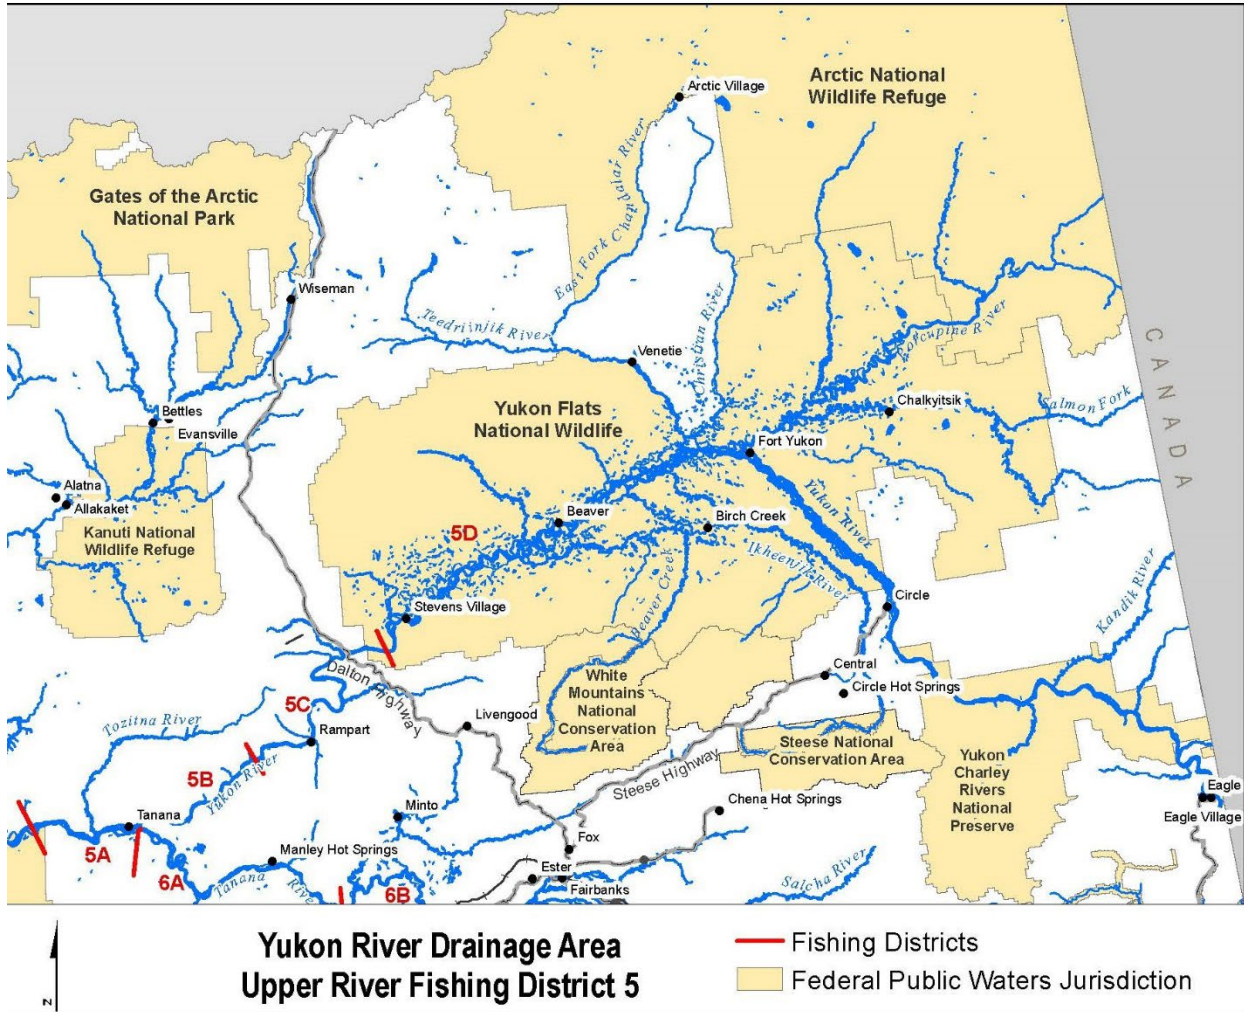 Arctic Village
Arctic National
Wildlife Refuge
East Fork Chandalar River
Gates of the Arctic
National Park
Wiseman
Teedriinjik River
Christian River
Porcupine River
Venetie
CANADA
Bettles
Evansville
Yukon Flats
National Wildlife
Chalkyitsik
Salmon Fork
Fort Yukon
Alatna
Allakaket
Kanuti National
Wildlife Refuge
5D
Beaver
Birch Creek
Yukon River
Ikheenjik River
Beaver Creek
Stevens Village
Circle
Kandik River
Dalton Highway
White
Mountains
National
Conservation
Area
Central
Circle Hot Springs
5C
Tozitna River
Rampart
Livengood
Steese National
Conservation Area
Steese Highway
Yukon
Charley
Rivers
National
Preserve
5B
Yukon River
Tanana
Minto
Chena Hot Springs
Eagle
Eagle Village
5A
6A
Manley Hot Springs
Fox
Ester
Fairbanks
Tanana River
6B
Salcha River
N
Yukon River Drainage Area
Upper River Fishing District 5
Fishing Districts
Federal Public Waters Jurisdiction